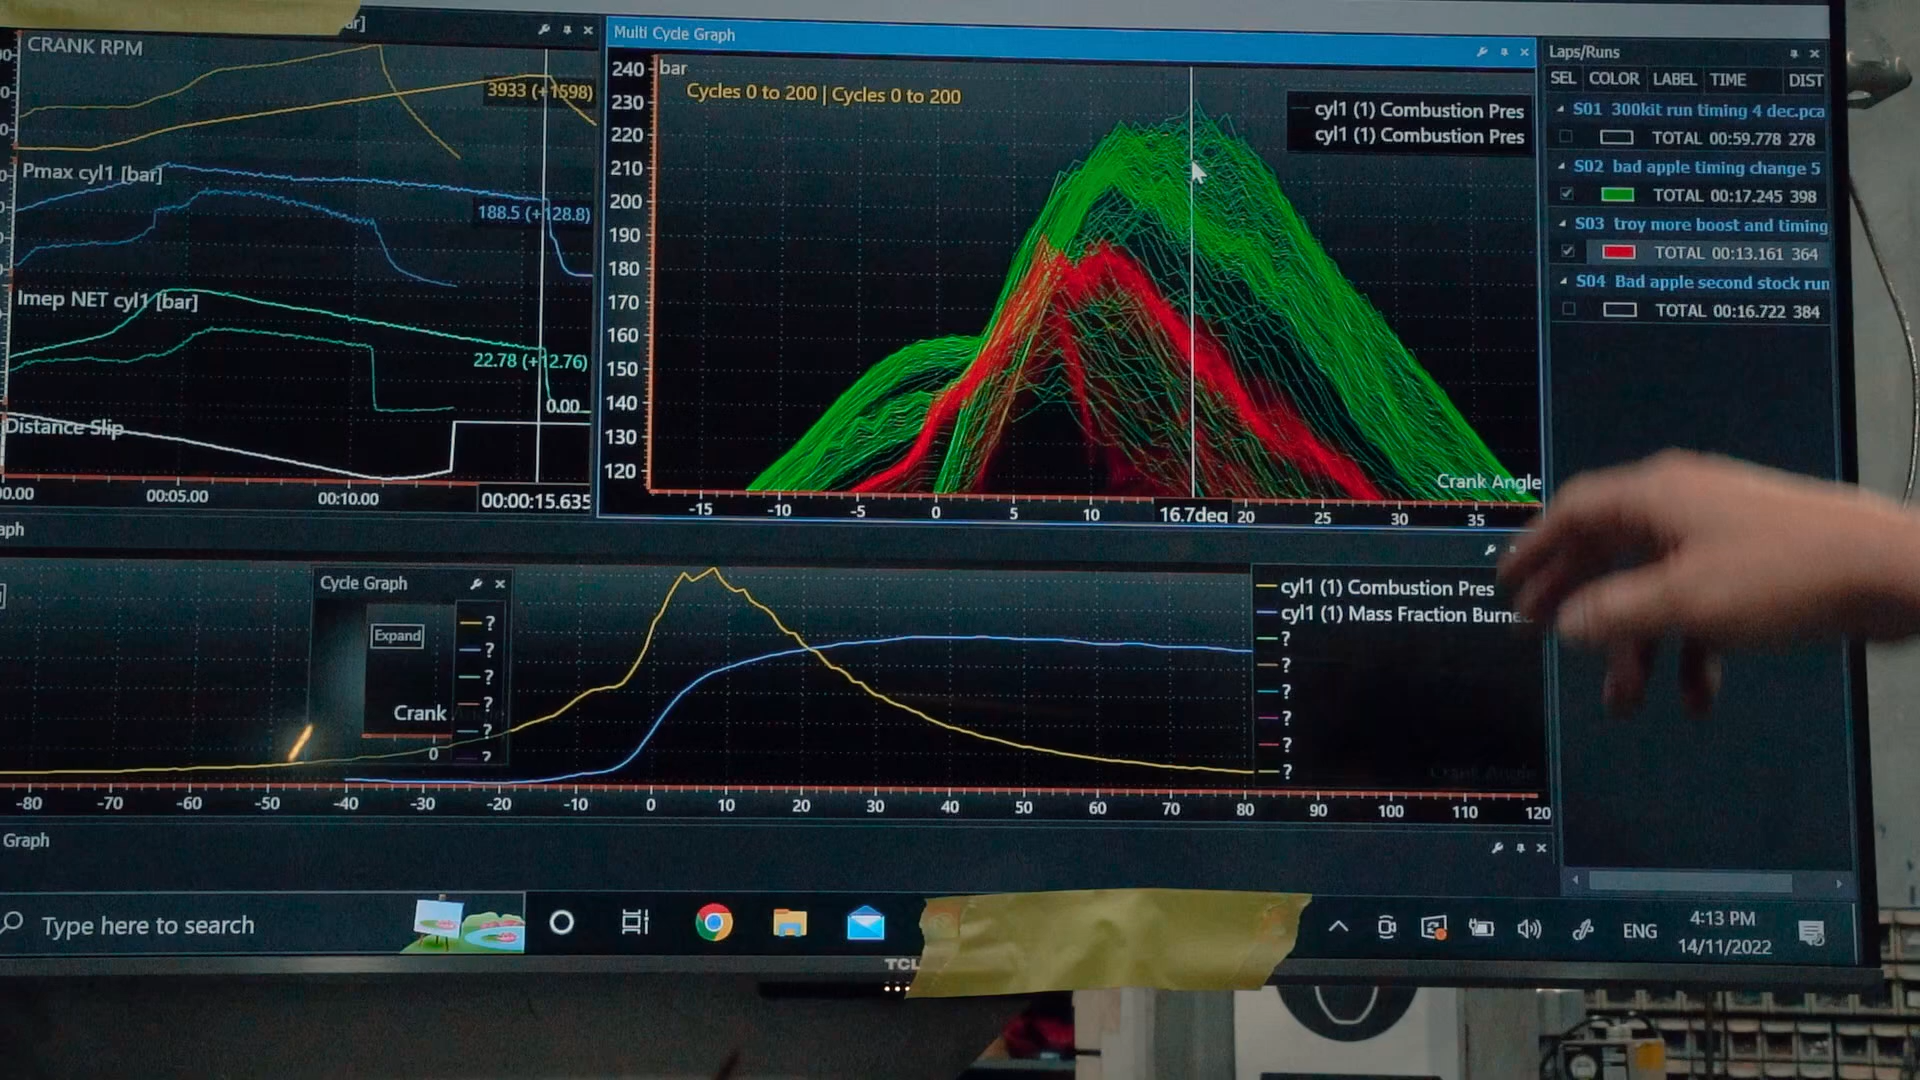 ar]
CRANK RPM
3933 (+1598)
Pmax cyl1 [bar]
188.5 (+128.8)
Imep NET cyl1 [bar]
22.78 (+12.76)
0.00
Distance Slip
00.00
00:05.00
00:10.00
00:00:15.635
Multi Cycle Graph
bar
Cycles 0 to 200 | Cycles 0 to 200
cyl1 (1) Combustion Pres
cyl1 (1) Combustion Pres
240
230
220
210
200
190
180
170
160
150
140
130
120
Crank Angle
-15 -10 -5 0 5 10 16.7deg 20 25 30 35
Laps/Runs
SEL COLOR LABEL TIME DIST
S01 300kit run timing 4 dec.pca
TOTAL 00:59.778 278
S02 bad apple timing change 5
TOTAL 00:17.245 398
S03 troy more boost and timing
TOTAL 00:13.161 364
S04 Bad apple second stock run
TOTAL 00:16.722 384
aph
Cycle Graph
Expand
?
?
?
?
?
?
Crank
0
cyl1 (1) Combustion Pres
cyl1 (1) Mass Fraction Burne
?
?
?
?
?
?
-80 -70 -60 -50 -40 -30 -20 -10 0 10 20 30 40 50 60 70 80 90 100 110 120
Graph
Type here to search
ENG
4:13 PM
14/11/2022
TCL